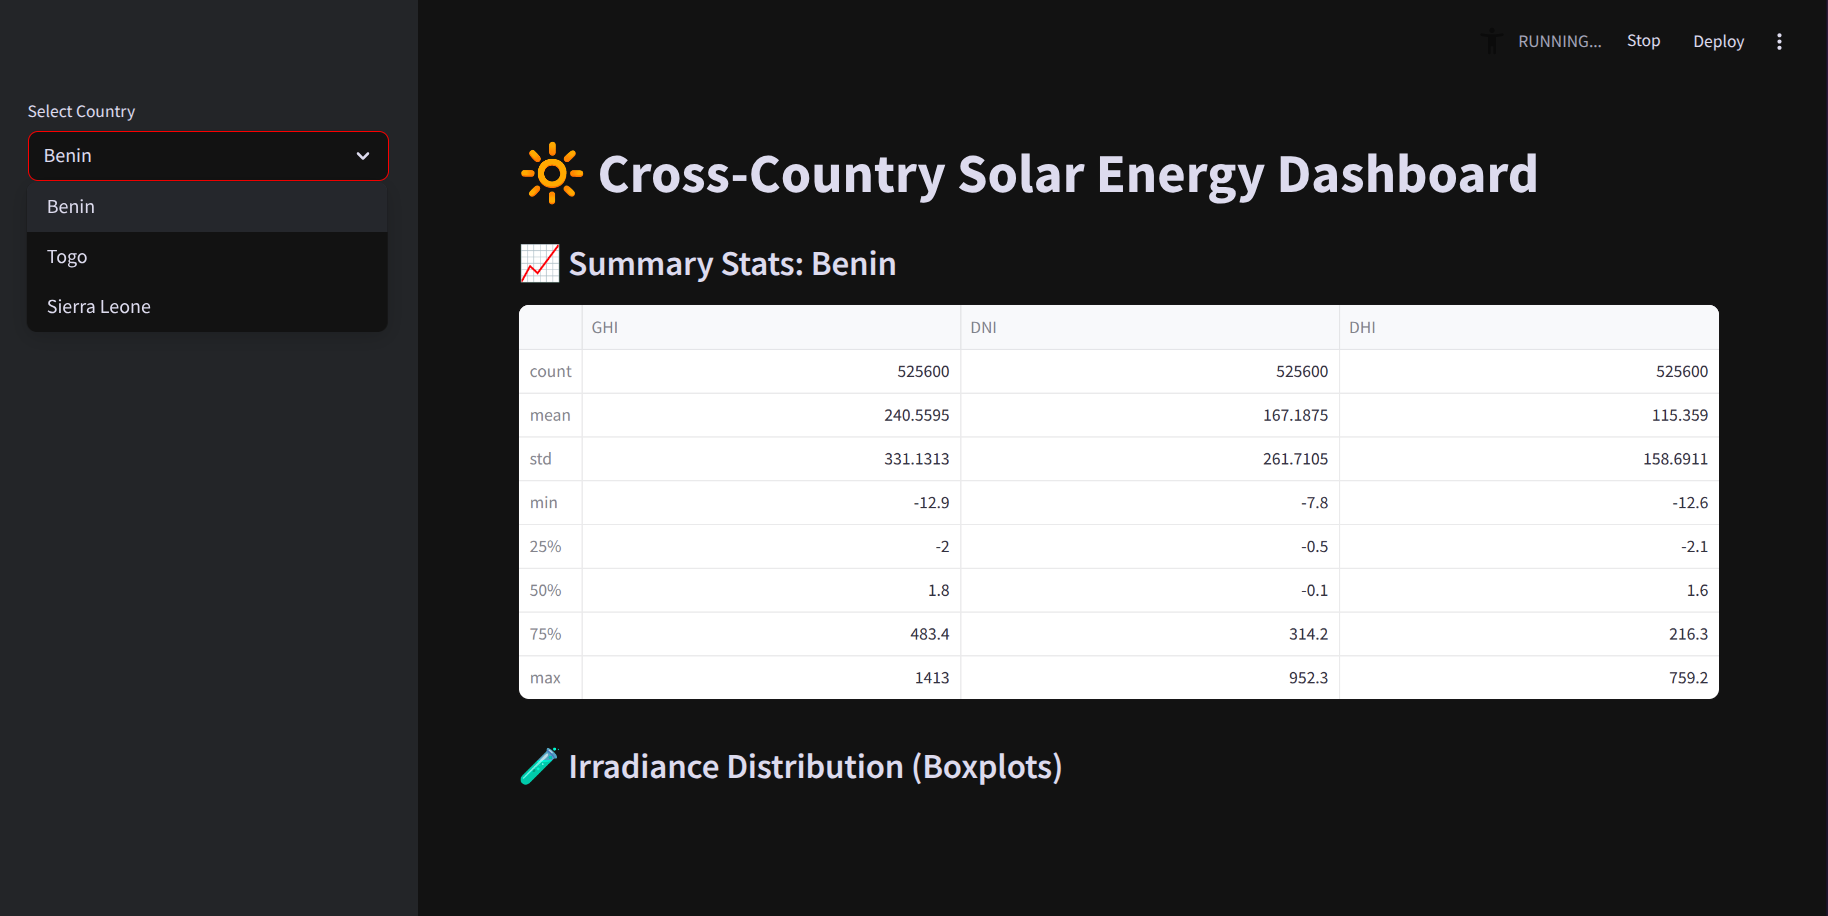 RUNNING... Stop Deploy
Select Country
Benin
Benin
Togo
Sierra Leone
Cross-Country Solar Energy Dashboard
Summary Stats: Benin
GHI DNI DHI
count 525600 525600 525600
mean 240.5595 167.1875 115.359
std 331.1313 261.7105 158.6911
min -12.9 -7.8 -12.6
25% -2 -0.5 -2.1
50% 1.8 -0.1 1.6
75% 483.4 314.2 216.3
max 1413 952.3 759.2
Irradiance Distribution (Boxplots)